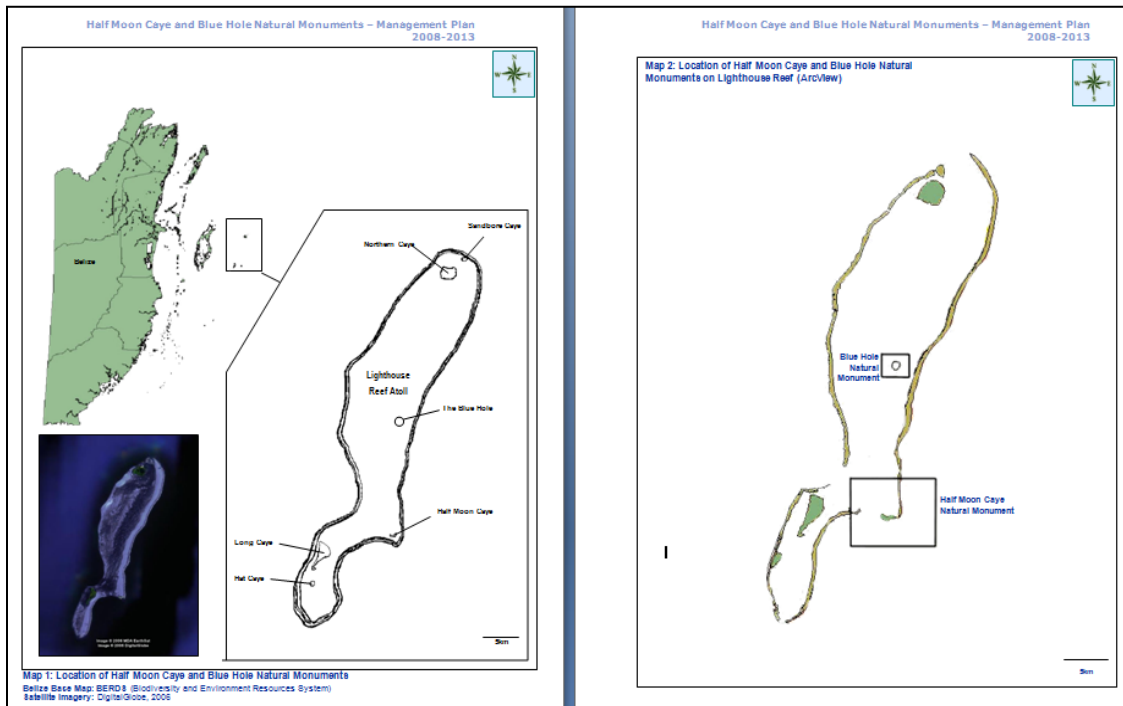 Half Moon Caye and Blue Hole Natural Monuments – Management Plan
2008-2013
N
W E
S
Belize
Sandbore Caye
Northern Caye
Lighthouse
Reef Atoll
The Blue Hole
Half Moon Caye
Long Caye
Hat Caye
5km
Image © 2008 DigitalGlobe
Map 1: Location of Half Moon Caye and Blue Hole Natural Monuments
Belize Base Map: BERDS (Biodiversity and Environment Resources System)
Satellite Imagery: DigitalGlobe, 2006
Half Moon Caye and Blue Hole Natural Monuments – Management Plan
2008-2013
Map 2: Location of Half Moon Caye and Blue Hole Natural
Monuments on Lighthouse Reef (ArcView)
N
W E
S
Blue Hole
Natural
Monument
Half Moon Caye
Natural Monument
5km